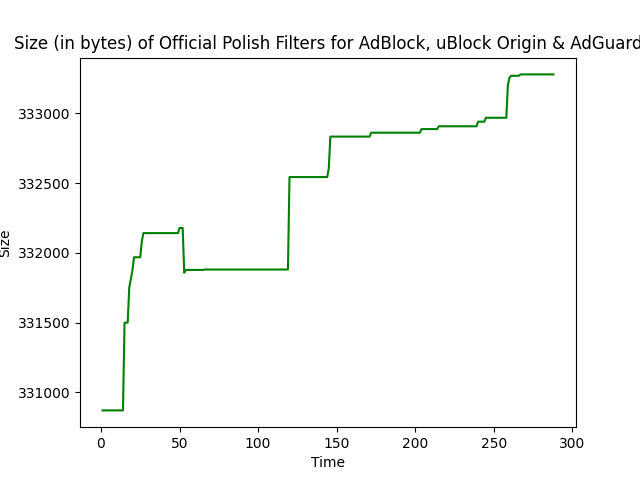 Size (in bytes) of Official Polish Filters for AdBlock, uBlock Origin & AdGuard
333000
332500
332000
331500
331000
Size
0 50 100 150 200 250 300
Time